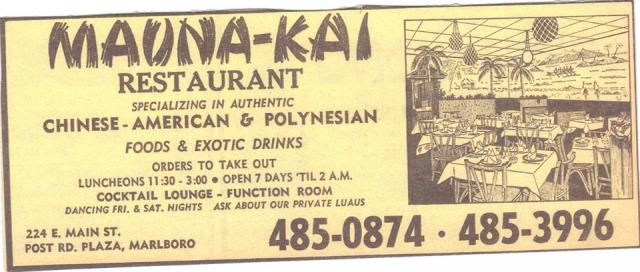 MAUNA-KAI
RESTAURANT
SPECIALIZING IN AUTHENTIC
CHINESE - AMERICAN & POLYNESIAN
FOODS & EXOTIC DRINKS
ORDERS TO TAKE OUT
LUNCHEONS 11:30 - 3:00 • OPEN 7 DAYS 'TIL 2 A.M.
COCKTAIL LOUNGE - FUNCTION ROOM
DANCING FRI. & SAT. NIGHTS ASK ABOUT OUR PRIVATE LUAUS
224 E. MAIN ST.
POST RD. PLAZA, MARLBORO
485-0874 · 485-3996